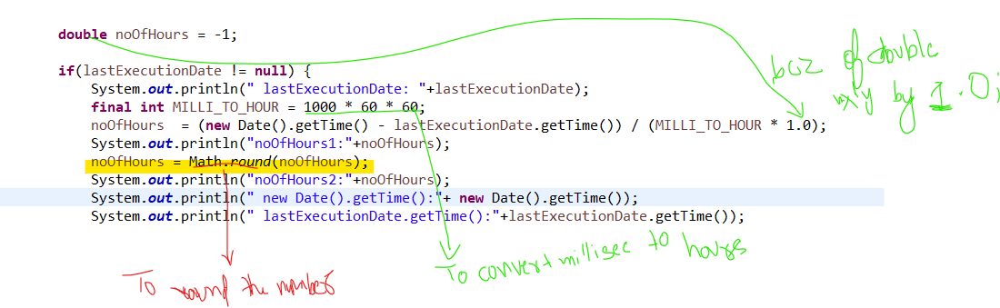 double noOfHours = -1;
bcz of double
mxly by 1.0;
if(lastExecutionDate != null) {
System.out.println(" lastExecutionDate: "+lastExecutionDate);
final int MILLI_TO_HOUR = 1000 * 60 * 60;
noOfHours  = (new Date().getTime() - lastExecutionDate.getTime()) / (MILLI_TO_HOUR * 1.0);
System.out.println("noOfHours1:"+noOfHours);
noOfHours = Math.round(noOfHours);
System.out.println("noOfHours2:"+noOfHours);
System.out.println(" new Date().getTime():"+ new Date().getTime());
System.out.println(" lastExecutionDate.getTime():"+lastExecutionDate.getTime());
To convert millisec to hours
To round the number